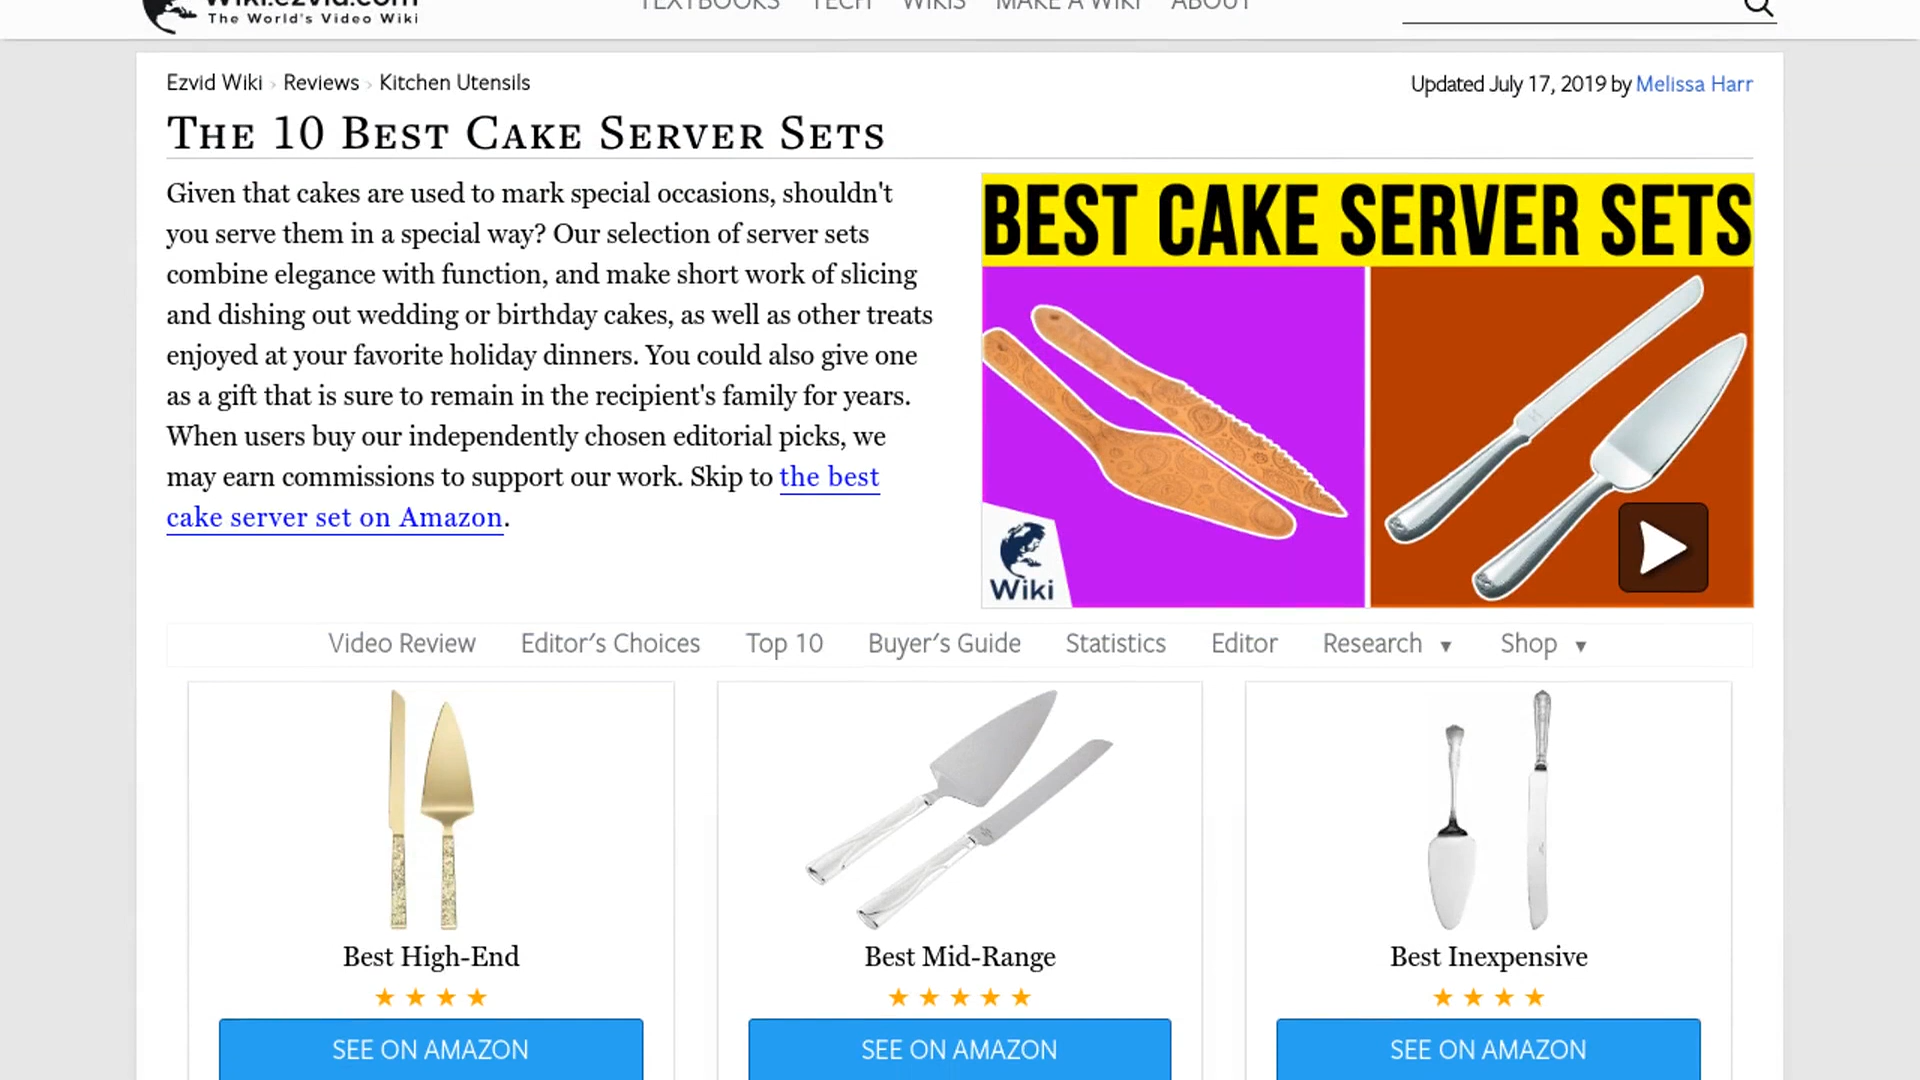 Wiki.ezvid.com
The World's Video Wiki
TEXTBOOKS TECH WIKIS MAKE A WIKI ABOUT
Ezvid Wiki › Reviews › Kitchen Utensils
Updated July 17, 2019 by Melissa Harr
The 10 Best Cake Server Sets
Given that cakes are used to mark special occasions, shouldn't
you serve them in a special way? Our selection of server sets
combine elegance with function, and make short work of slicing
and dishing out wedding or birthday cakes, as well as other treats
enjoyed at your favorite holiday dinners. You could also give one
as a gift that is sure to remain in the recipient's family for years.
When users buy our independently chosen editorial picks, we
may earn commissions to support our work. Skip to the best
cake server set on Amazon.
BEST CAKE SERVER SETS
Wiki
Video Review Editor's Choices Top 10 Buyer's Guide Statistics Editor Research ▼ Shop ▼
Best High-End
Best Mid-Range
Best Inexpensive
SEE ON AMAZON
SEE ON AMAZON
SEE ON AMAZON